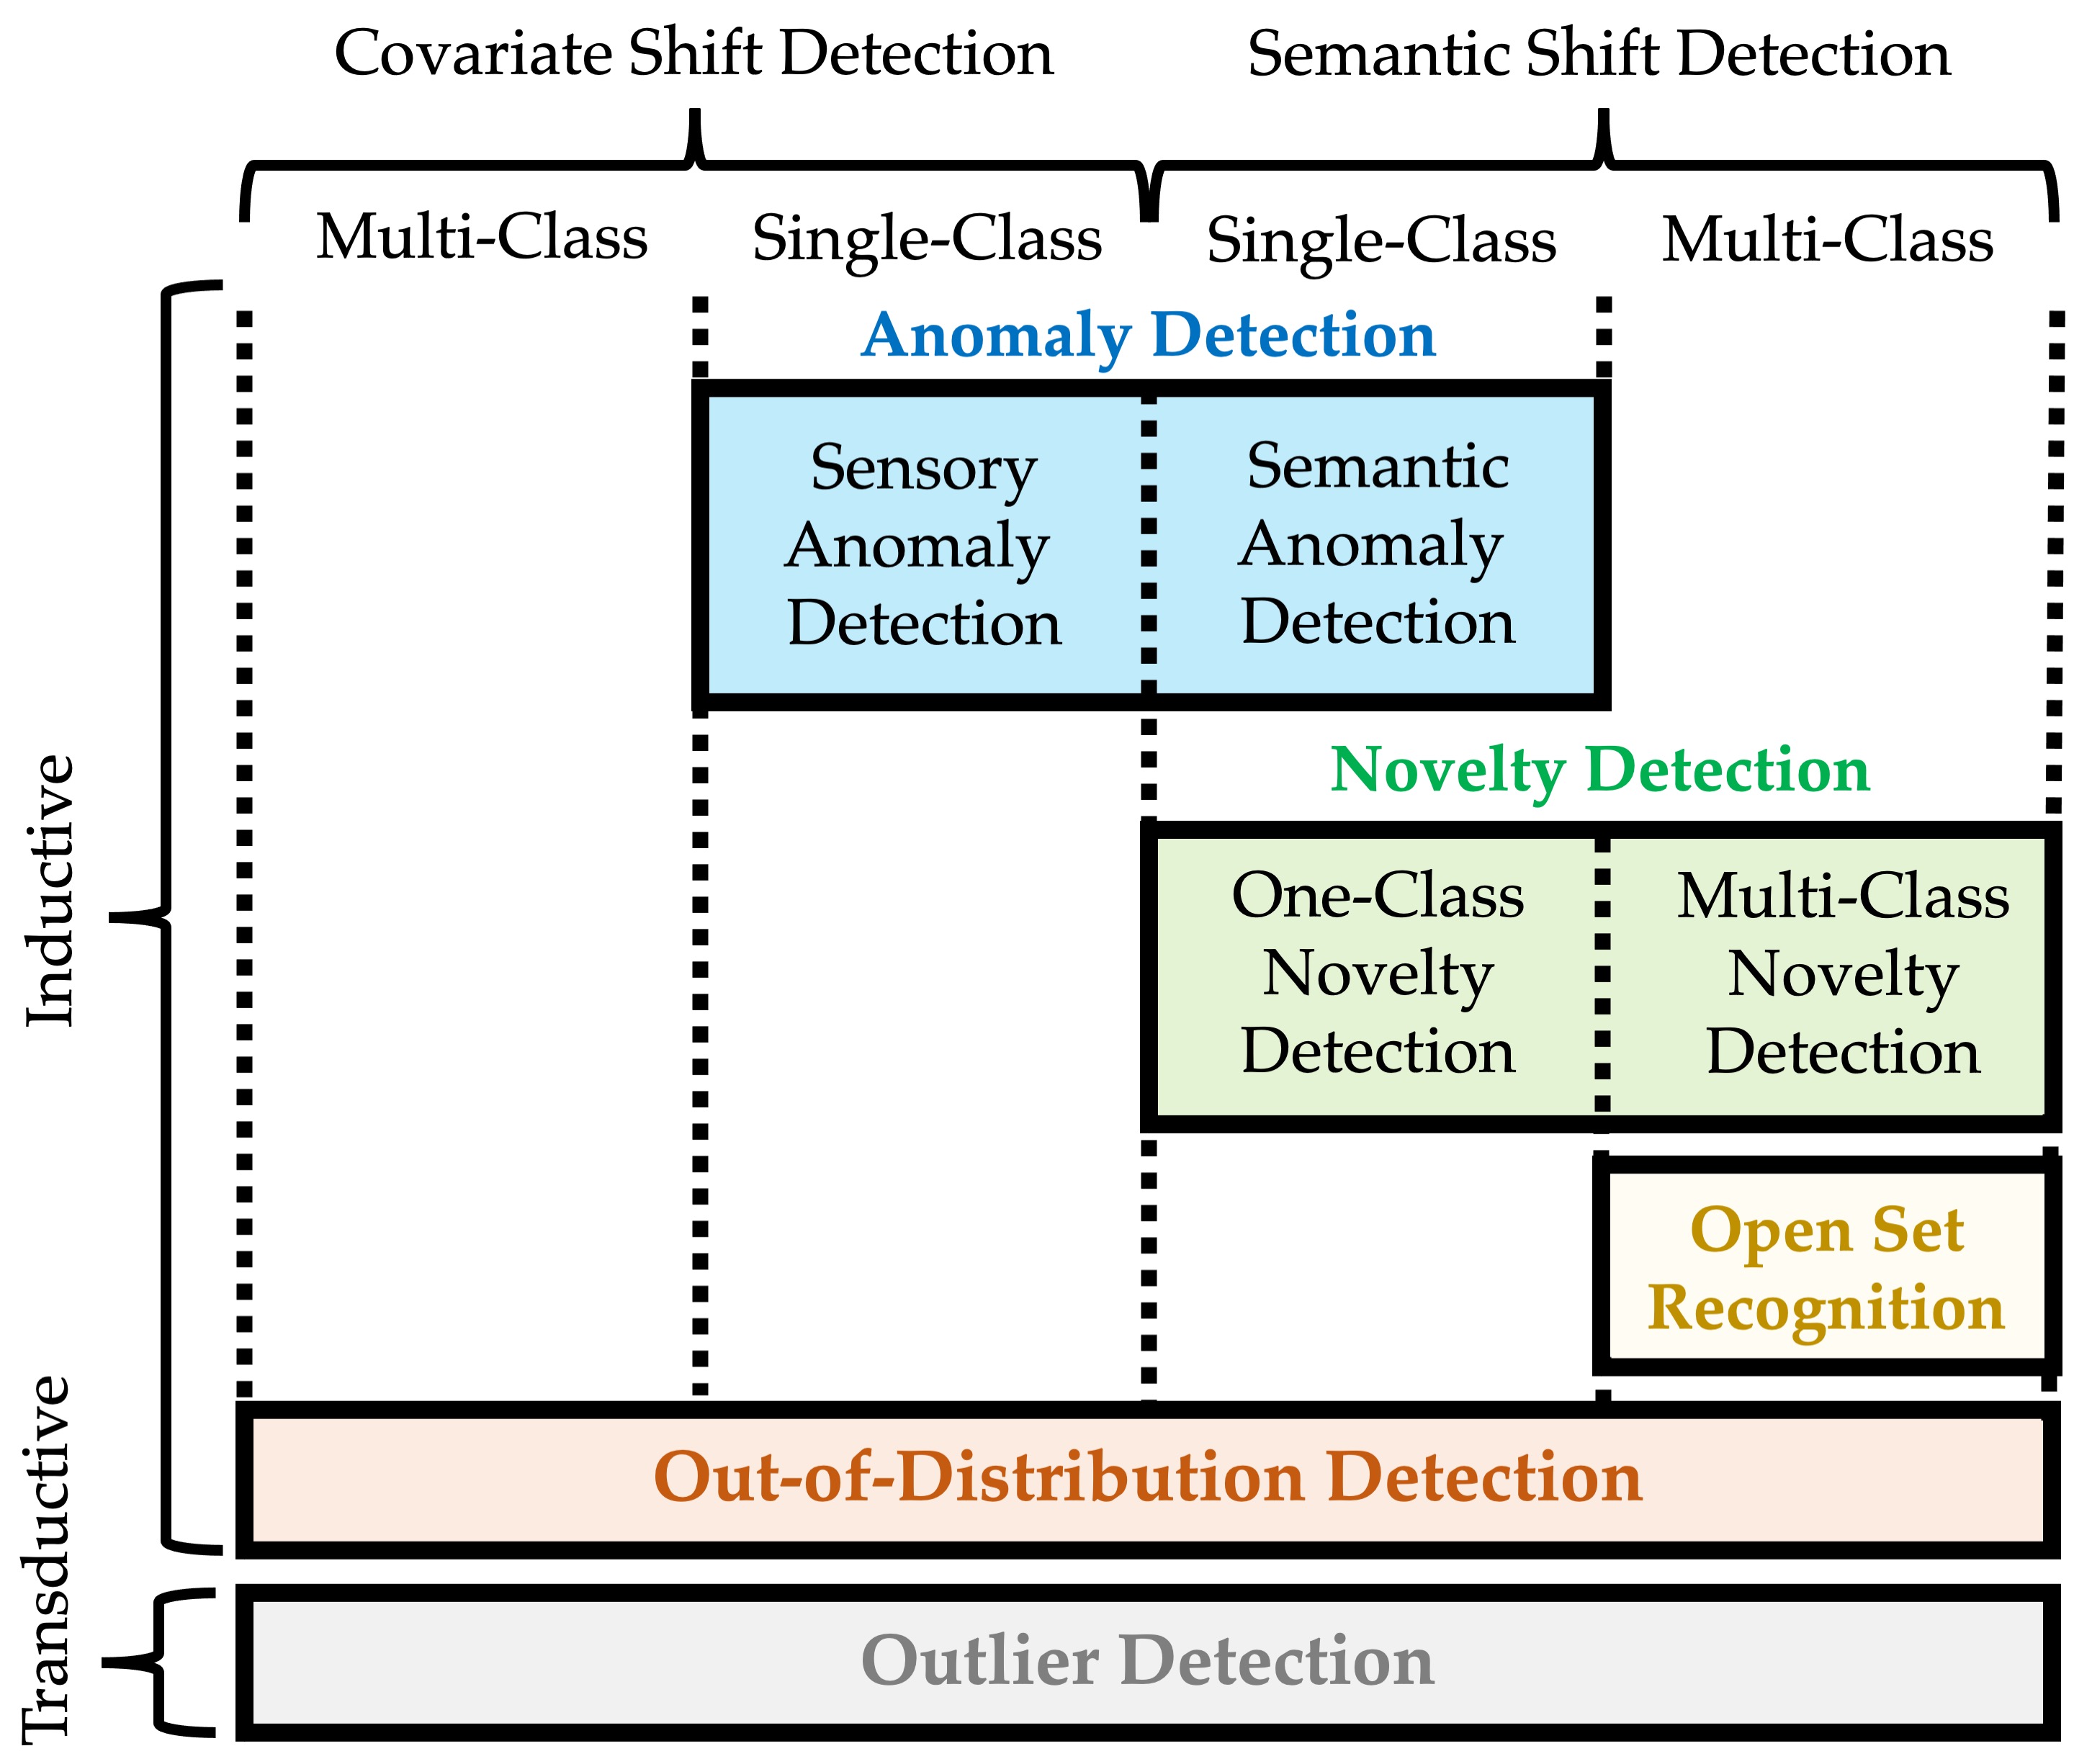 Covariate Shift Detection
Semantic Shift Detection
Multi-Class
Single-Class
Single-Class
Multi-Class
Anomaly Detection
Sensory
Anomaly
Detection
Semantic
Anomaly
Detection
Novelty Detection
One-Class
Novelty
Detection
Multi-Class
Novelty
Detection
Open Set
Recognition
Out-of-Distribution Detection
Outlier Detection
Inductive
Transductive